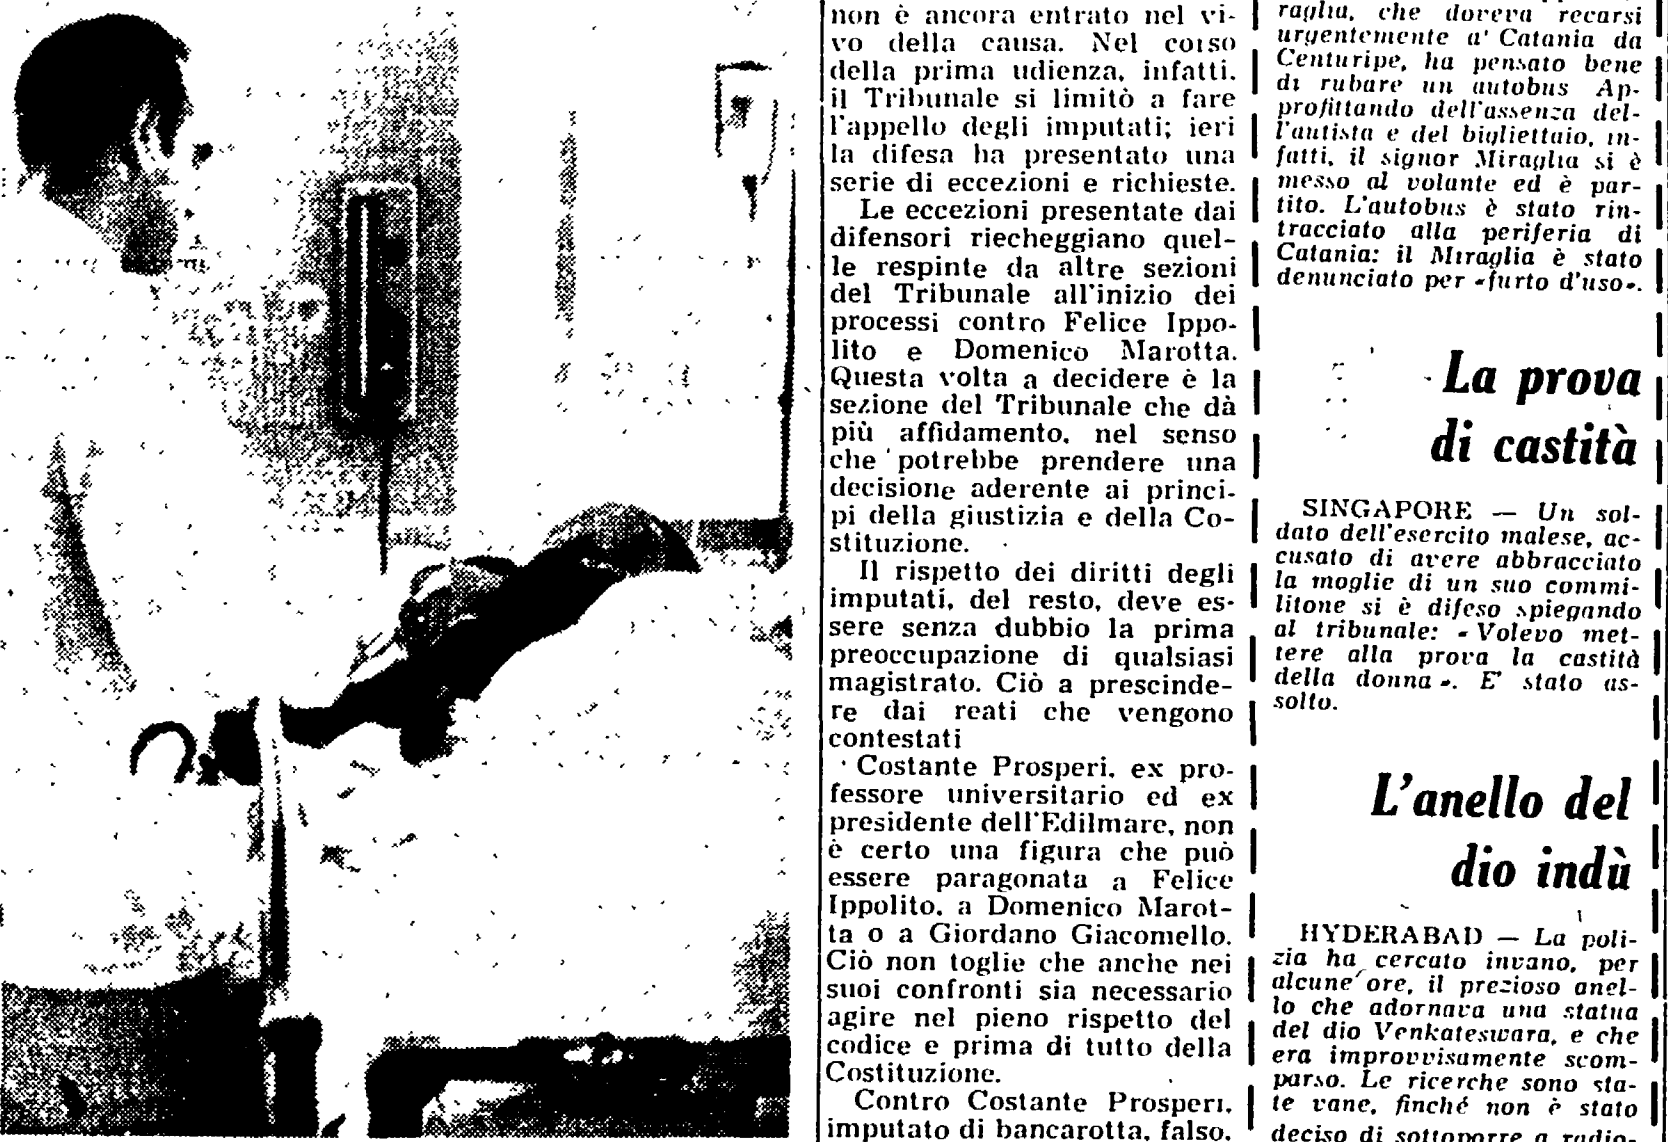 non è ancora entrato nel vi-
vo della causa. Nel corso
della prima udienza, infatti,
il Tribunale si limitò a fare
l'appello degli imputati; ieri
la difesa ha presentato una
serie di eccezioni e richieste.
Le eccezioni presentate dai
difensori riecheggiano quel-
le respinte da altre sezioni
del Tribunale all'inizio dei
processi contro Felice Ippo-
lito e Domenico Marotta.
Questa volta a decidere è la
sezione del Tribunale che dà
più affidamento, nel senso
che potrebbe prendere una
decisione aderente ai princi-
pi della giustizia e della Co-
stituzione.
Il rispetto dei diritti degli
imputati, del resto, deve es-
sere senza dubbio la prima
preoccupazione di qualsiasi
magistrato. Ciò a prescinde-
re dai reati che vengono
contestati
Costante Prosperi, ex pro-
fessore universitario ed ex
presidente dell'Edilmare, non
è certo una figura che può
essere paragonata a Felice
Ippolito, a Domenico Marot-
ta o a Giordano Giacomello.
Ciò non toglie che anche nei
suoi confronti sia necessario
agire nel pieno rispetto del
codice e prima di tutto della
Costituzione.
Contro Costante Prosperi,
imputato di bancarotta, falso,
raglia, che doveva recarsi
urgentemente a Catania da
Centuripe, ha pensato bene
di rubare un autobus Ap-
profittando dell'assenza del-
l'autista e del bigliettaio, in-
fatti, il signor Miraglia si è
messo al volante ed è par-
tito. L'autobus è stato rin-
tracciato alla periferia di
Catania: il Miraglia è stato
denunciato per «furto d'uso».
La prova
di castità
SINGAPORE — Un sol-
dato dell'esercito malese, ac-
cusato di avere abbracciato
la moglie di un suo commi-
litone si è difeso spiegando
al tribunale: «Volevo met-
tere alla prova la castità
della donna». E' stato as-
solto.
L'anello del
dio indù
HYDERABAD — La poli-
zia ha cercato invano, per
alcune ore, il prezioso anel-
lo che adornava una statua
del dio Venkateswara, e che
era improvvisamente scom-
parso. Le ricerche sono sta-
te vane, finché non è stato
deciso di sottoporre a radio-